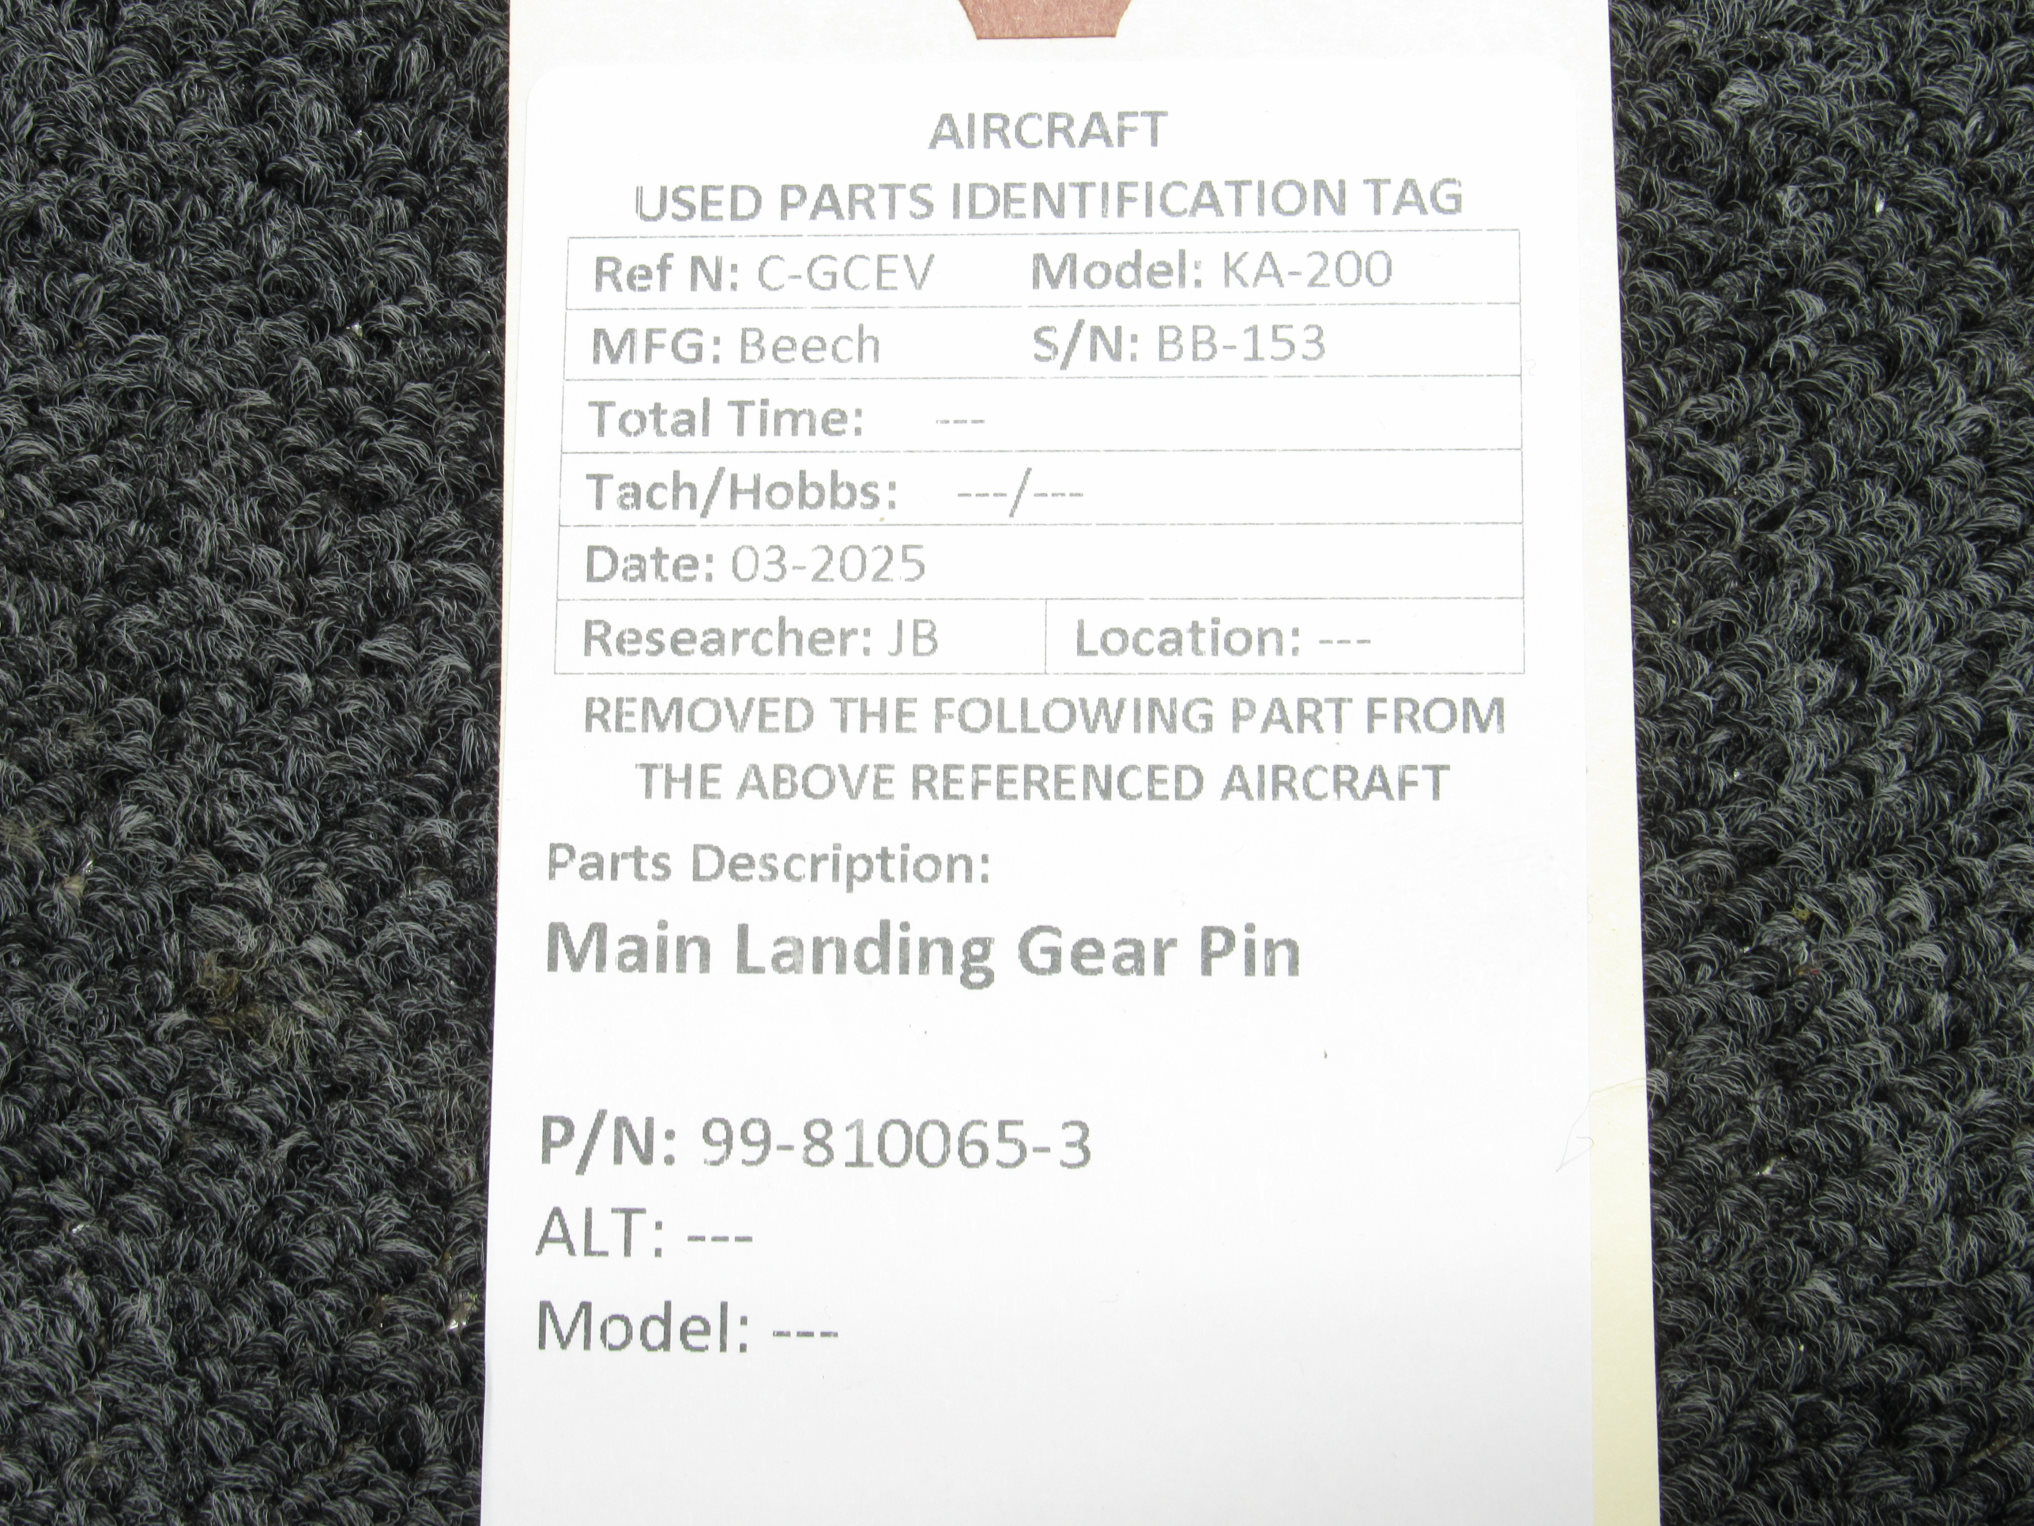 AIRCRAFT
USED PARTS IDENTIFICATION TAG
Ref N: C-GCEV Model: KA-200
MFG: Beech S/N: BB-153
Total Time: ---
Tach/Hobbs: ---/---
Date: 03-2025
Researcher: JB Location: ---
REMOVED THE FOLLOWING PART FROM
THE ABOVE REFERENCED AIRCRAFT
Parts Description:
Main Landing Gear Pin
P/N: 99-810065-3
ALT: ---
Model: ---